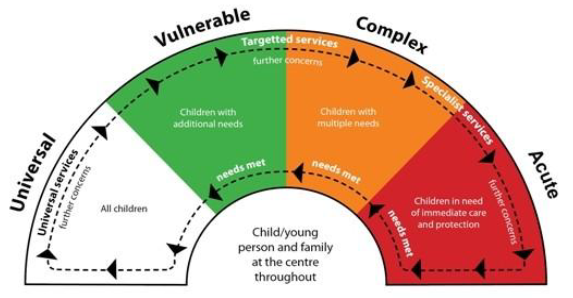 Universal
Vulnerable
Complex
Acute
Universal services
further concerns
Targetted services
further concerns
Specialist services
further concerns
All children
Children with
additional needs
Children with
multiple needs
Children in need
of immediate care
and protection
needs met
needs met
needs met
Child/young
person and family
at the centre
throughout